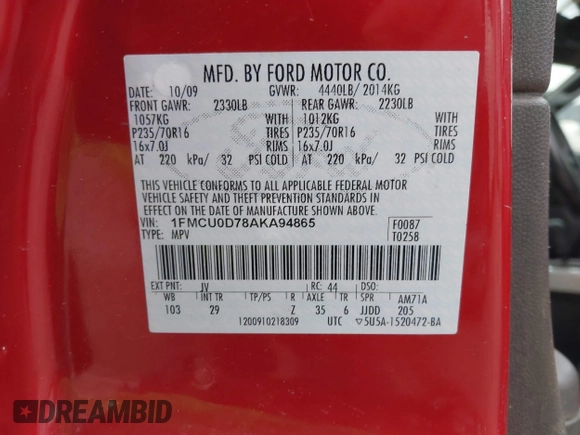 MFD. BY FORD MOTOR CO.
DATE: 10/09 GVWR: 4440LB/ 2014KG
FRONT GAWR: 2330LB REAR GAWR: 2230LB
1057KG WITH 1012KG WITH
P235/70R16 TIRES P235/70R16 TIRES
16x7.0J RIMS 16x7.0J RIMS
AT 220 kPa/ 32 PSI COLD AT 220 kPa/ 32 PSI COLD
THIS VEHICLE CONFORMS TO ALL APPLICABLE FEDERAL MOTOR
VEHICLE SAFETY AND THEFT PREVENTION STANDARDS IN
EFFECT ON THE DATE OF MANUFACTURE SHOWN ABOVE.
VIN: 1FMCU0D78AKA94865 F0087
TYPE: MPV T0258
EXT PNT: JV RC: 44 DSO:
WB INT TR TP/PS R AXLE TR SPR AM71A
103 29 Z 35 6 JJDD 205
1200910218309 UTC ▽5U5A-1520472-BA
Ford
DREAMBID